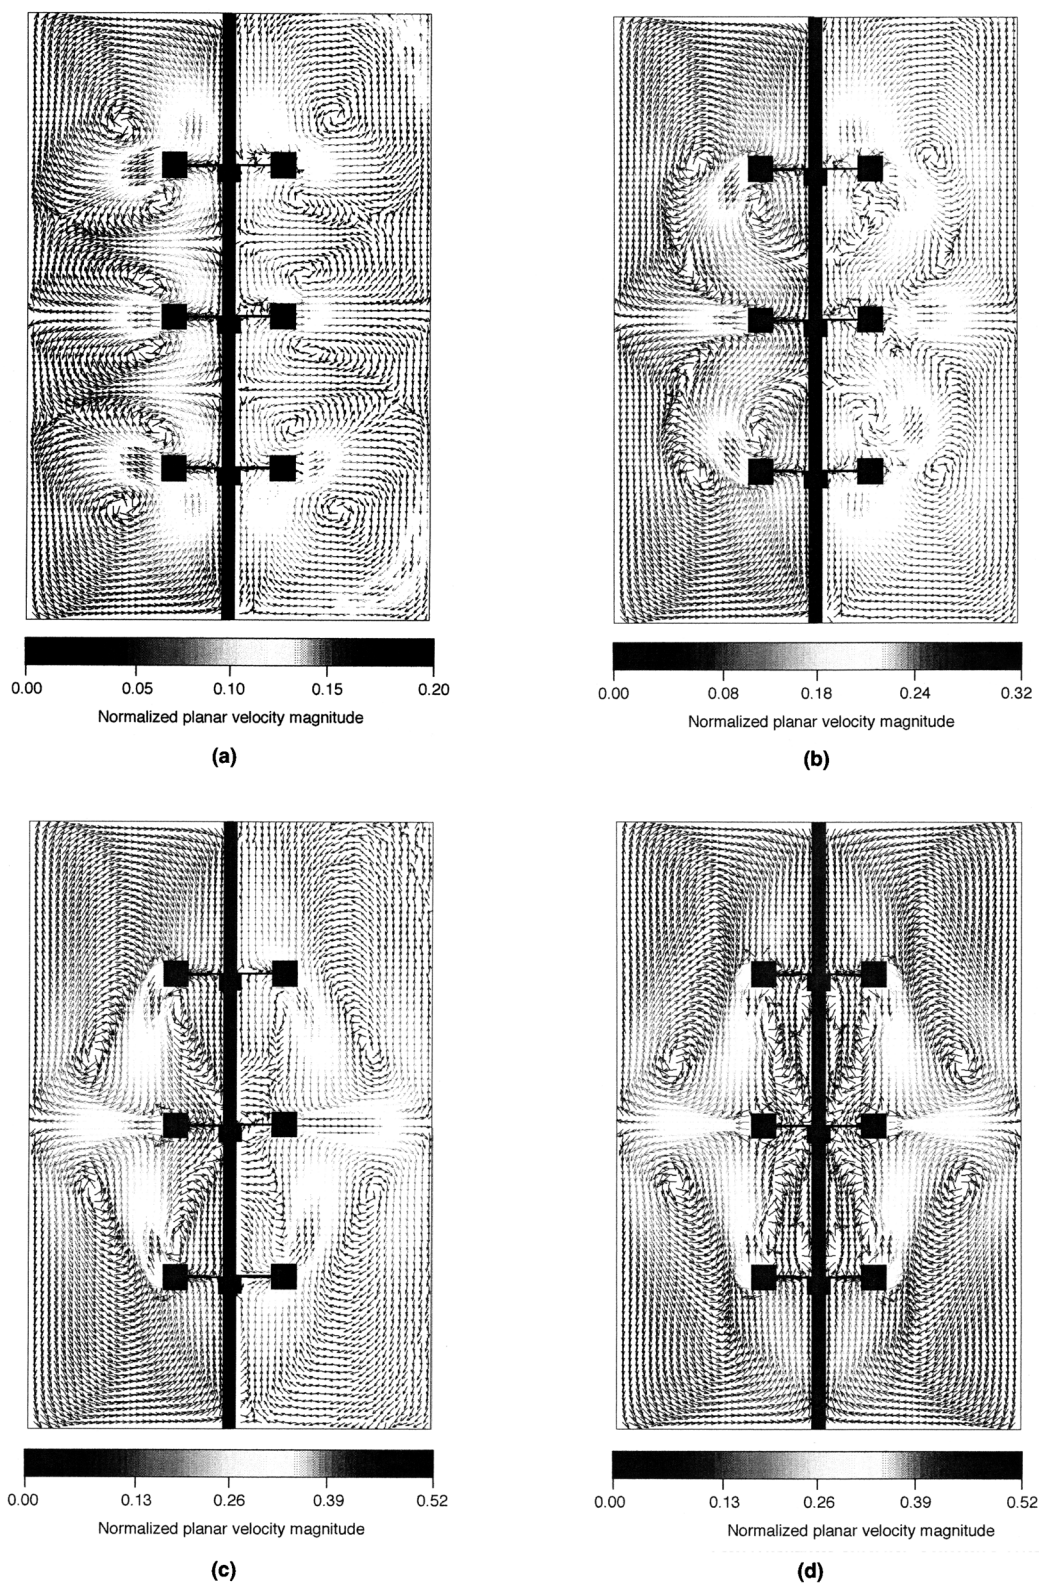 0.00 0.05 0.10 0.15 0.20
Normalized planar velocity magnitude
(a)
0.00 0.08 0.18 0.24 0.32
Normalized planar velocity magnitude
(b)
0.00 0.13 0.26 0.39 0.52
Normalized planar velocity magnitude
(c)
0.00 0.13 0.26 0.39 0.52
Normalized planar velocity magnitude
(d)